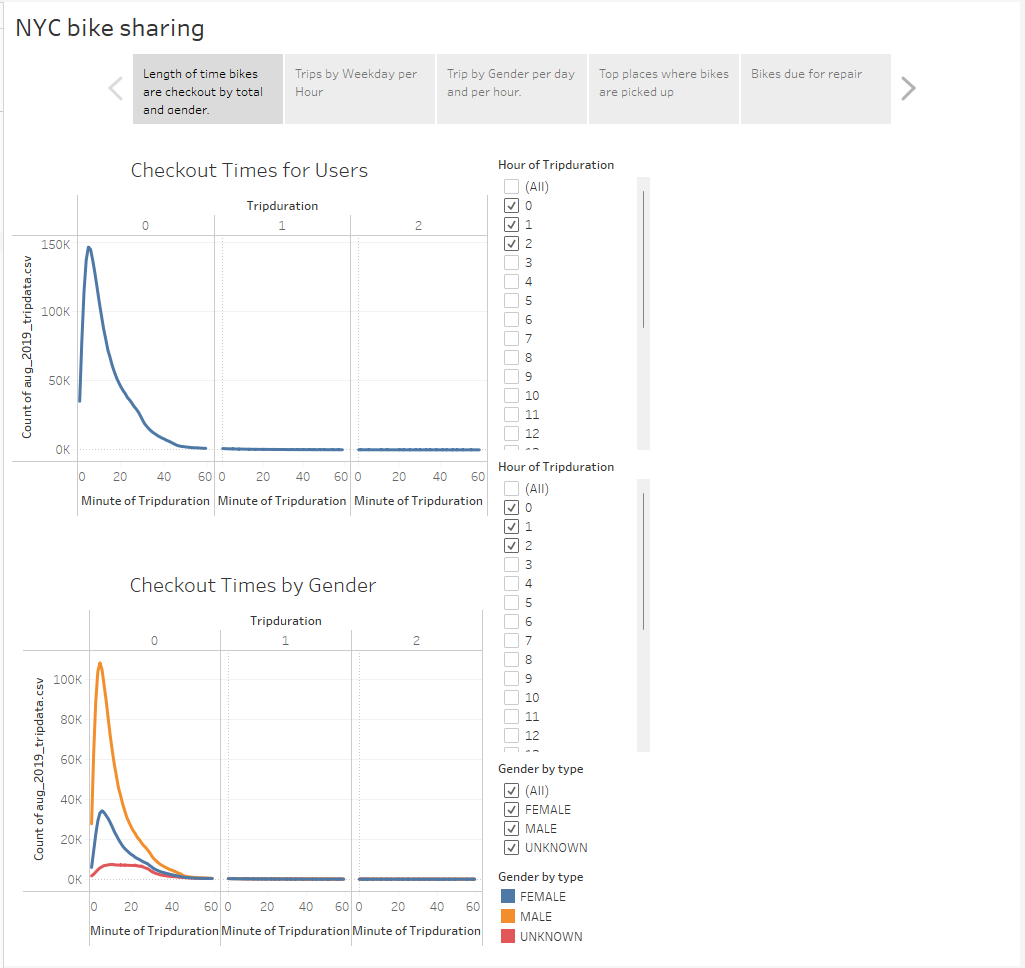 NYC bike sharing
Length of time bikes
are checkout by total
and gender.
Trips by Weekday per
Hour
Trip by Gender per day
and per hour.
Top places where bikes
are picked up
Bikes due for repair
Checkout Times for Users
Tripduration
0 1 2
Count of aug_2019_tripdata.csv
150K
100K
50K
0K
0 20 40 60 0 20 40 60 0 20 40 60
Minute of Tripduration Minute of Tripduration Minute of Tripduration
Hour of Tripduration
(All)
0
1
2
3
4
5
6
7
8
9
10
11
12
Hour of Tripduration
(All)
0
1
2
3
4
5
6
7
8
9
10
11
12
Checkout Times by Gender
Tripduration
0 1 2
Count of aug_2019_tripdata.csv
100K
80K
60K
40K
20K
0K
0 20 40 60 0 20 40 60 0 20 40 60
Minute of Tripduration Minute of Tripduration Minute of Tripduration
Gender by type
(All)
FEMALE
MALE
UNKNOWN
Gender by type
FEMALE
MALE
UNKNOWN